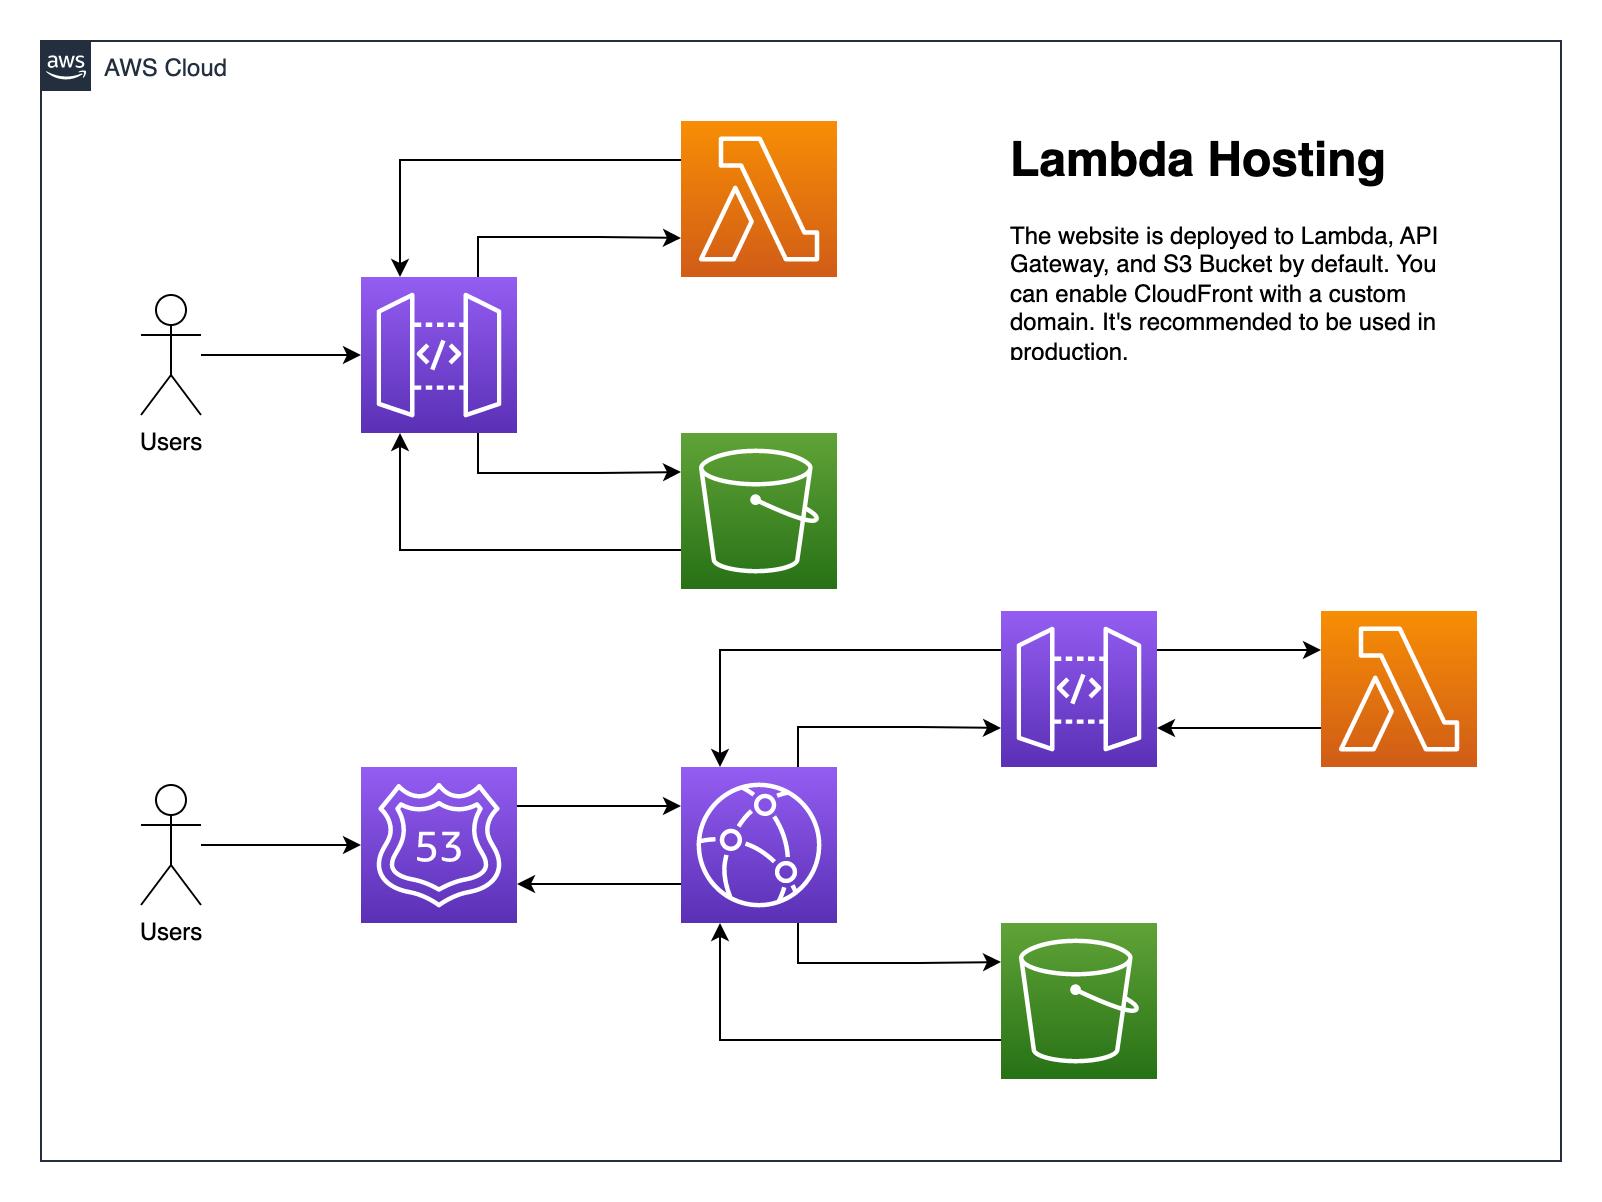 aws
AWS Cloud
Lambda Hosting
The website is deployed to Lambda, API
Gateway, and S3 Bucket by default. You
can enable CloudFront with a custom
domain. It's recommended to be used in
production.
</>
Users
</>
53
Users